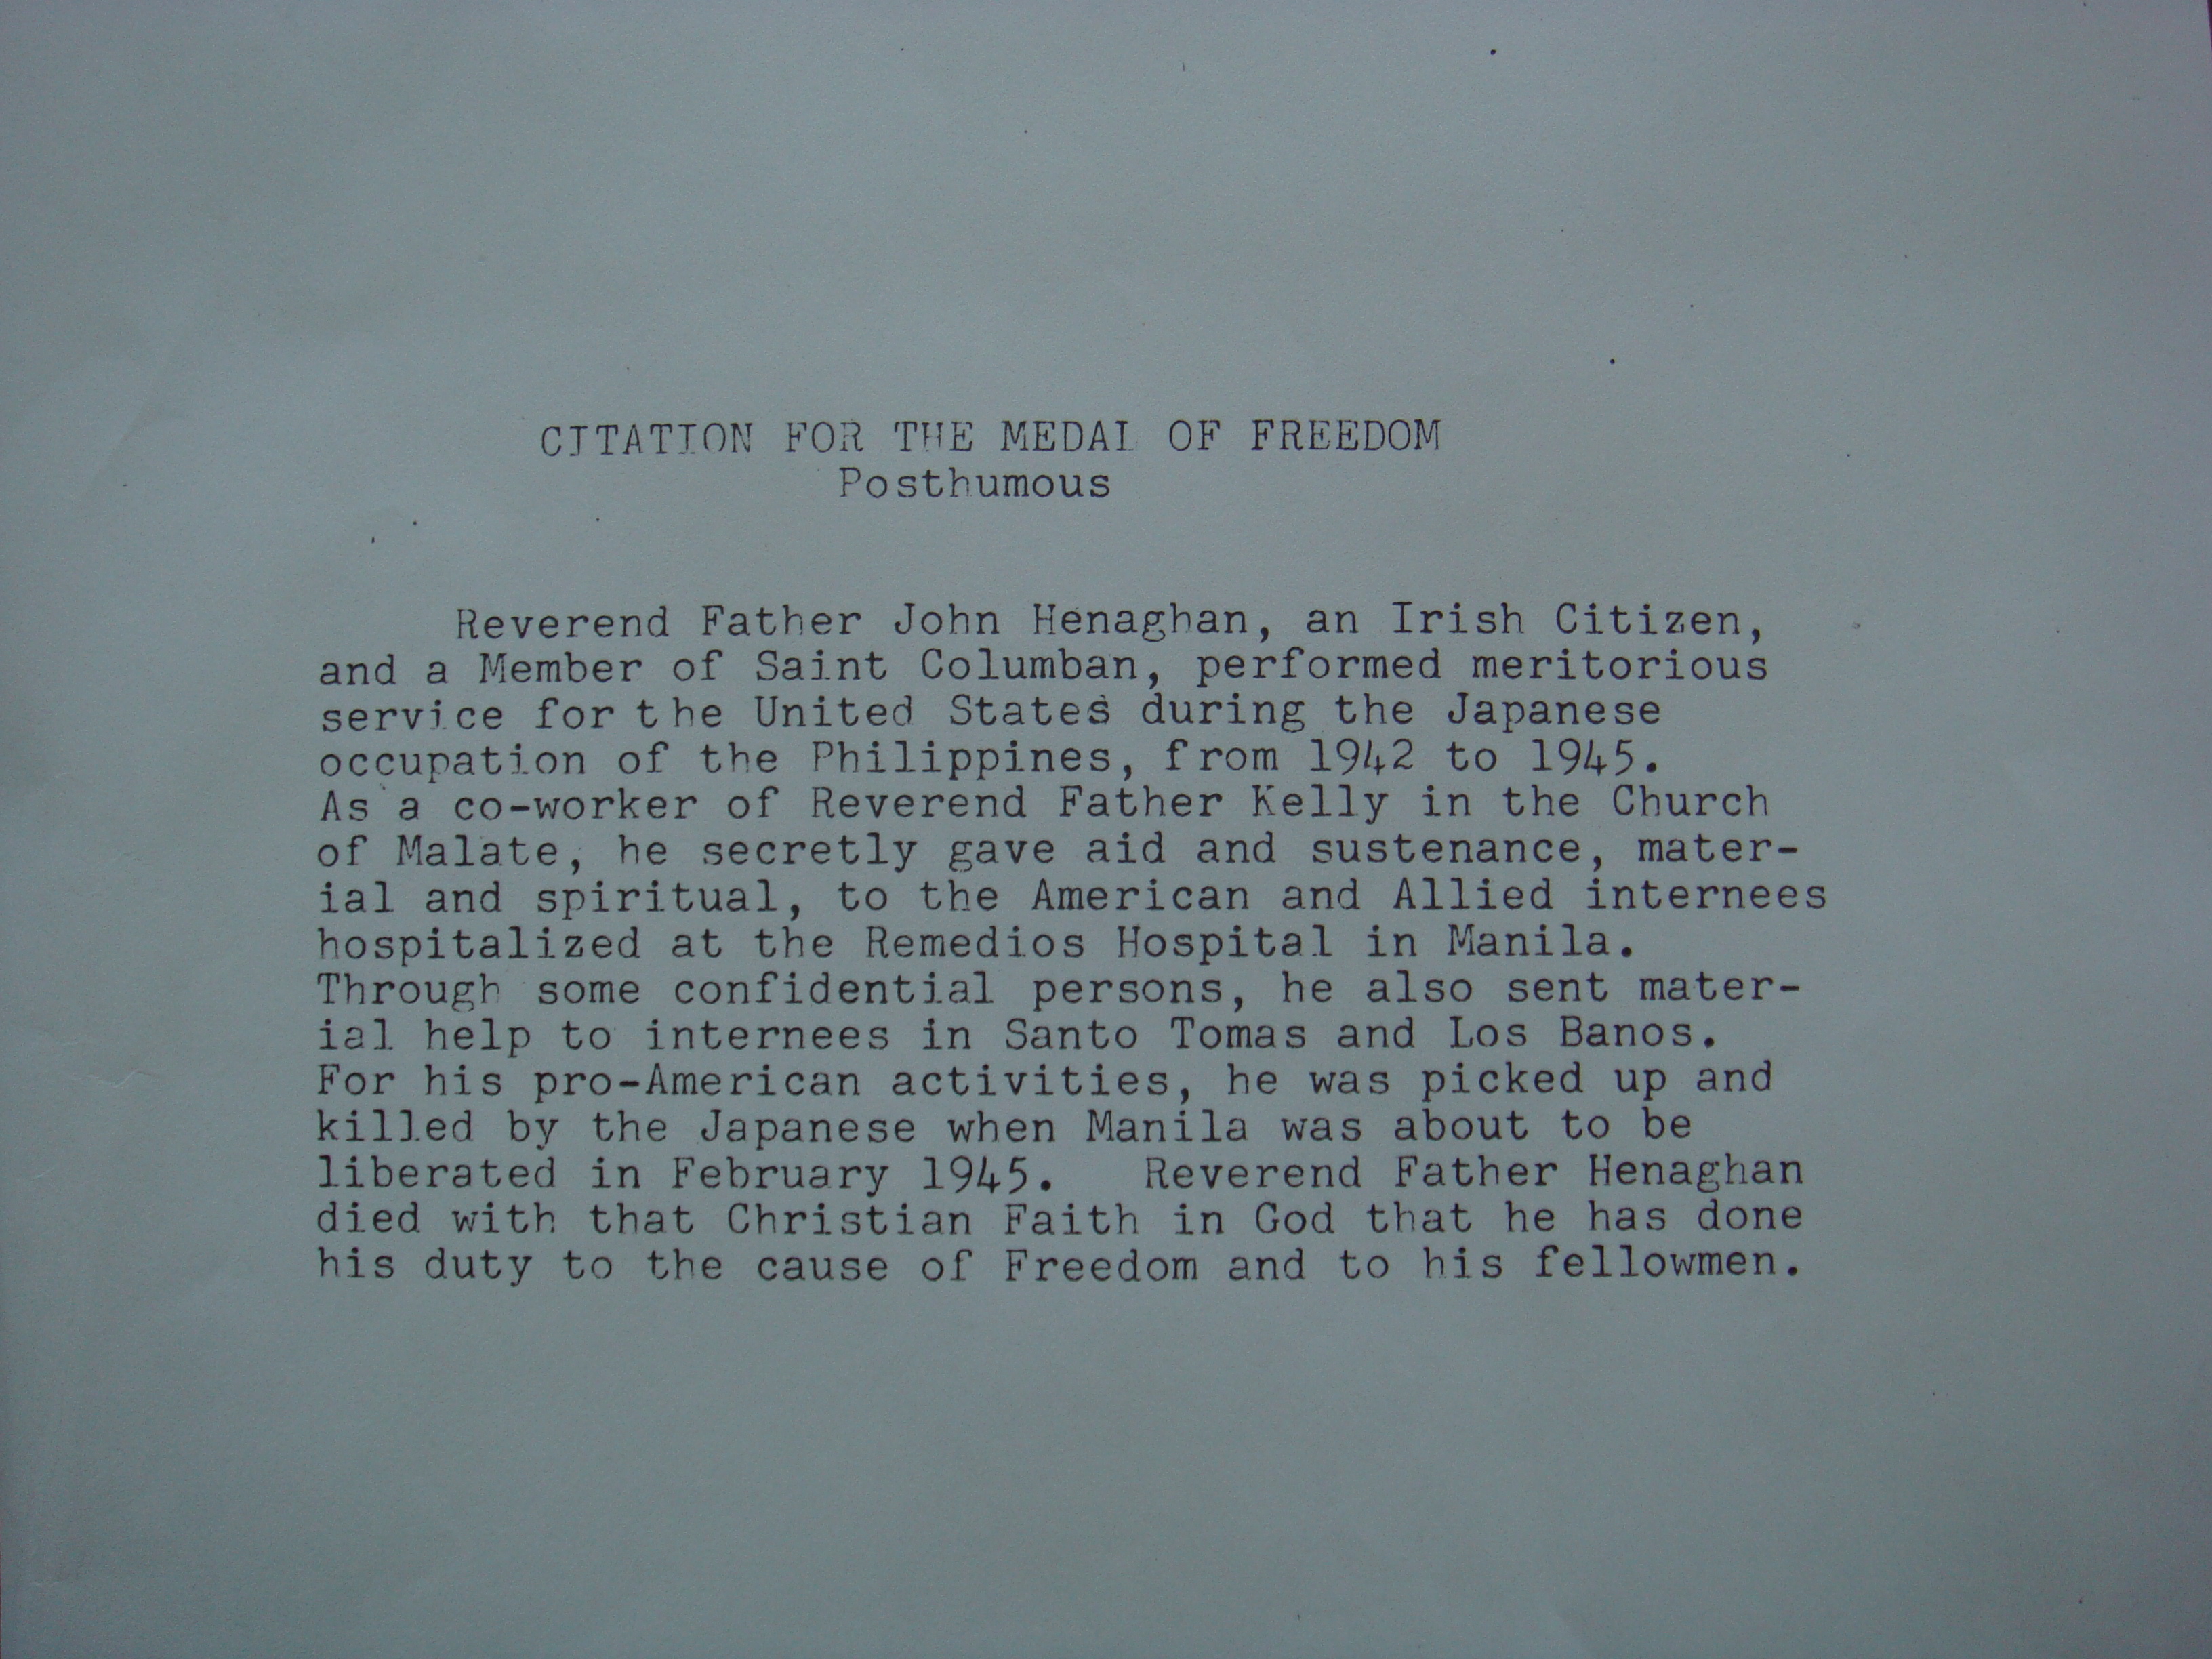 CITATION FOR THE MEDAL OF FREEDOM
Posthumous
Reverend Father John Henaghan, an Irish Citizen,
and a Member of Saint Columban, performed meritorious
service for the United States during the Japanese
occupation of the Philippines, from 1942 to 1945.
As a co-worker of Reverend Father Kelly in the Church
of Malate, he secretly gave aid and sustenance, mater-
ial and spiritual, to the American and Allied internees
hospitalized at the Remedios Hospital in Manila.
Through some confidential persons, he also sent mater-
ial help to internees in Santo Tomas and Los Banos.
For his pro-American activities, he was picked up and
killed by the Japanese when Manila was about to be
liberated in February 1945. Reverend Father Henaghan
died with that Christian Faith in God that he has done
his duty to the cause of Freedom and to his fellowmen.